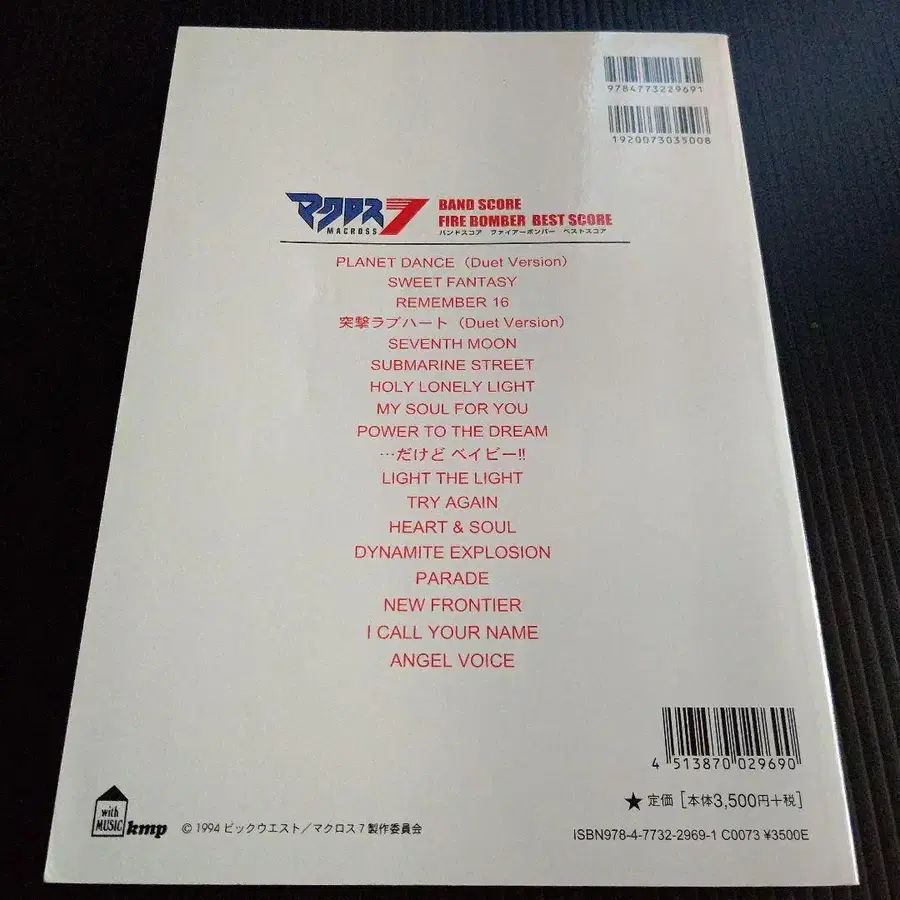 9784773229691
1920073035008
マクロス7
MACROSS
BAND SCORE
FIRE BOMBER BEST SCORE
バンドスコア ファイアーボンバー ベストスコア
PLANET DANCE（Duet Version）
SWEET FANTASY
REMEMBER 16
突撃ラブハート（Duet Version）
SEVENTH MOON
SUBMARINE STREET
HOLY LONELY LIGHT
MY SOUL FOR YOU
POWER TO THE DREAM
…だけど ベイビー!!
LIGHT THE LIGHT
TRY AGAIN
HEART & SOUL
DYNAMITE EXPLOSION
PARADE
NEW FRONTIER
I CALL YOUR NAME
ANGEL VOICE
4 513870 029690
★ 定価［本体3,500円+税］
with MUSIC kmp © 1994 ビックウエスト／マクロス7製作委員会
ISBN978-4-7732-2969-1 C0073 ¥3500E